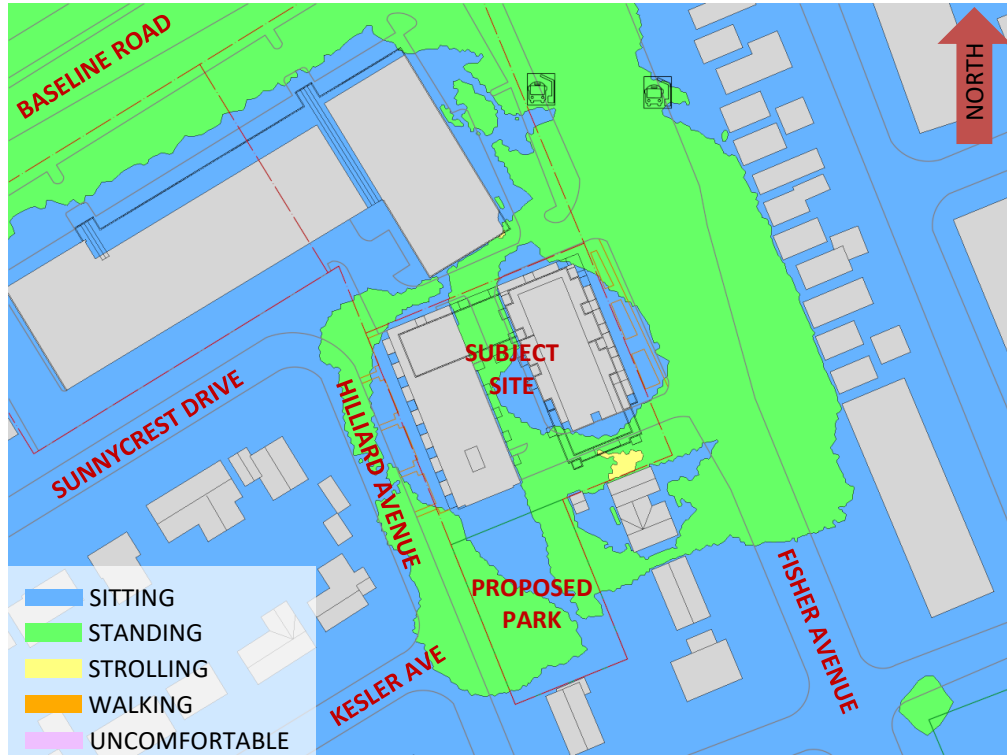 BASELINE ROAD
NORTH
SUBJECT
SITE
SUNNYCREST DRIVE
HILLIARD AVENUE
PROPOSED
PARK
FISHER AVENUE
KESLER AVE
SITTING
STANDING
STROLLING
WALKING
UNCOMFORTABLE